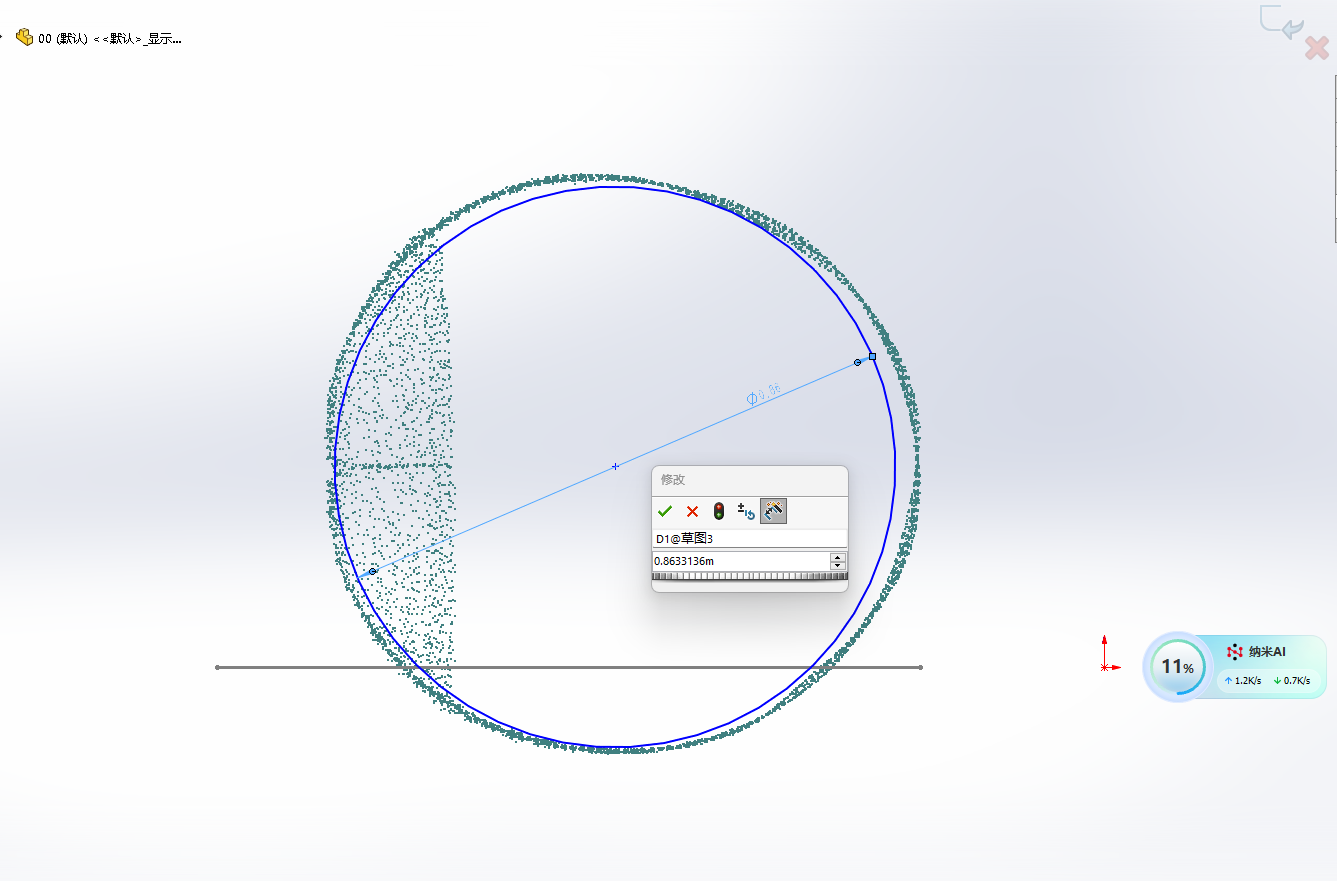 00 (默认) <<默认>_显示...
Φ0.86
修改
D1@草图3
0.8633136m
11%
纳米AI
↑ 1.2K/s ↓ 0.7K/s